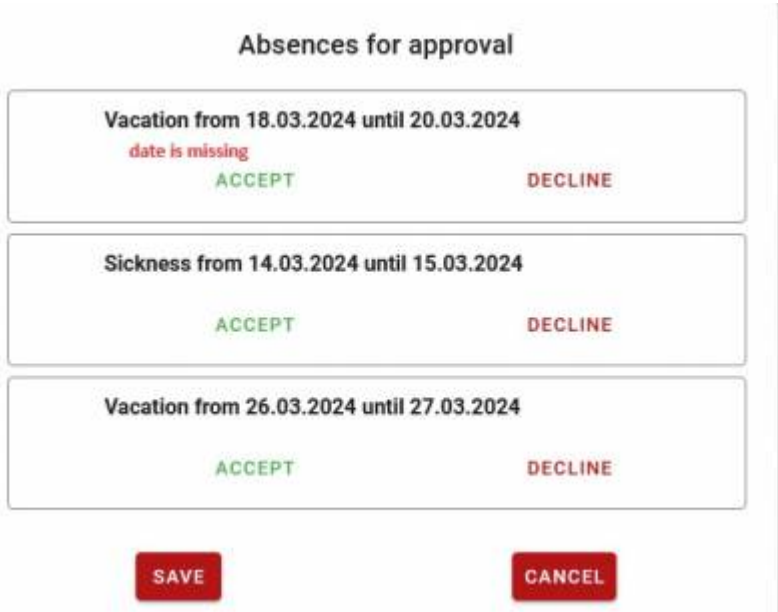 Absences for approval
Vacation from 18.03.2024 until 20.03.2024
date is missing
ACCEPT DECLINE
Sickness from 14.03.2024 until 15.03.2024
ACCEPT DECLINE
Vacation from 26.03.2024 until 27.03.2024
ACCEPT DECLINE
SAVE CANCEL